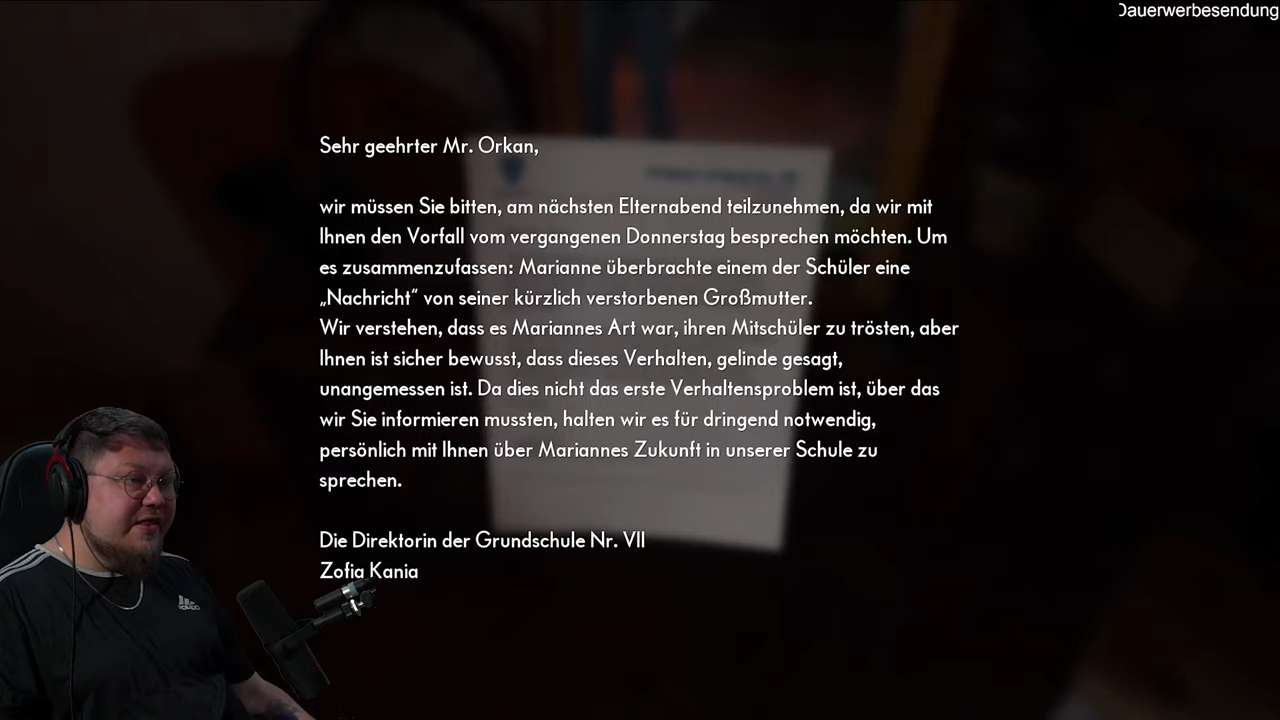 Dauerwerbesendung
Sehr geehrter Mr. Orkan,
wir müssen Sie bitten, am nächsten Elternabend teilzunehmen, da wir mit
Ihnen den Vorfall vom vergangenen Donnerstag besprechen möchten. Um
es zusammenzufassen: Marianne überbrachte einem der Schüler eine
„Nachricht“ von seiner kürzlich verstorbenen Großmutter.
Wir verstehen, dass es Mariannes Art war, ihren Mitschüler zu trösten, aber
Ihnen ist sicher bewusst, dass dieses Verhalten, gelinde gesagt,
unangemessen ist. Da dies nicht das erste Verhaltensproblem ist, über das
wir Sie informieren mussten, halten wir es für dringend notwendig,
persönlich mit Ihnen über Mariannes Zukunft in unserer Schule zu
sprechen.
Die Direktorin der Grundschule Nr. VII
Zofia Kania